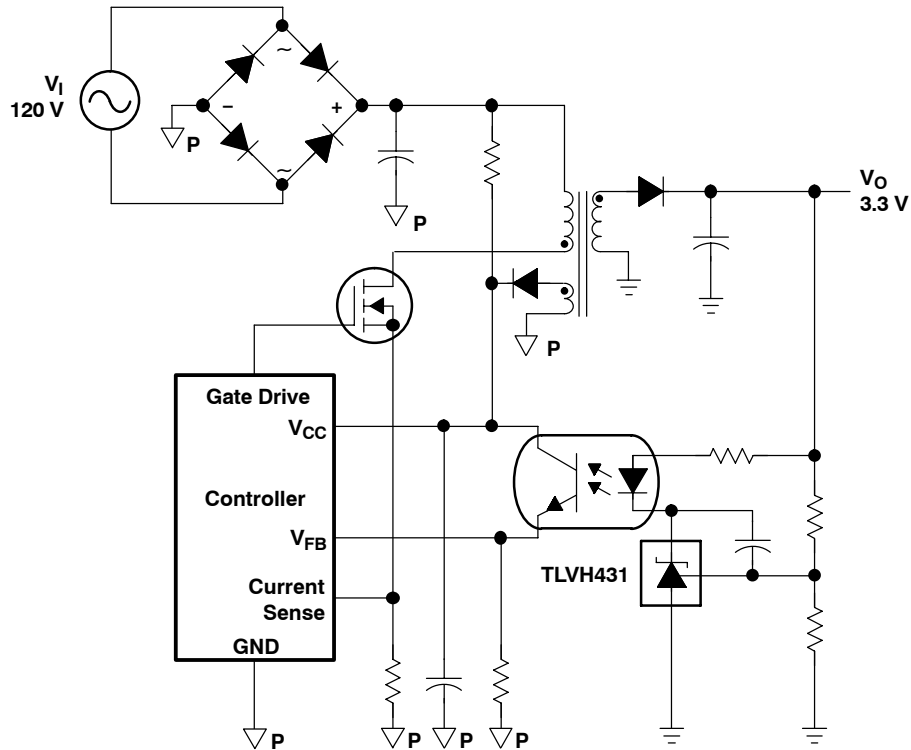 ~
V_I
120 V
–
+
P
~
P
V_O
3.3 V
P
Gate Drive
V_CC
Controller
V_FB
TLVH431
Current
Sense
GND
P
P
P
P